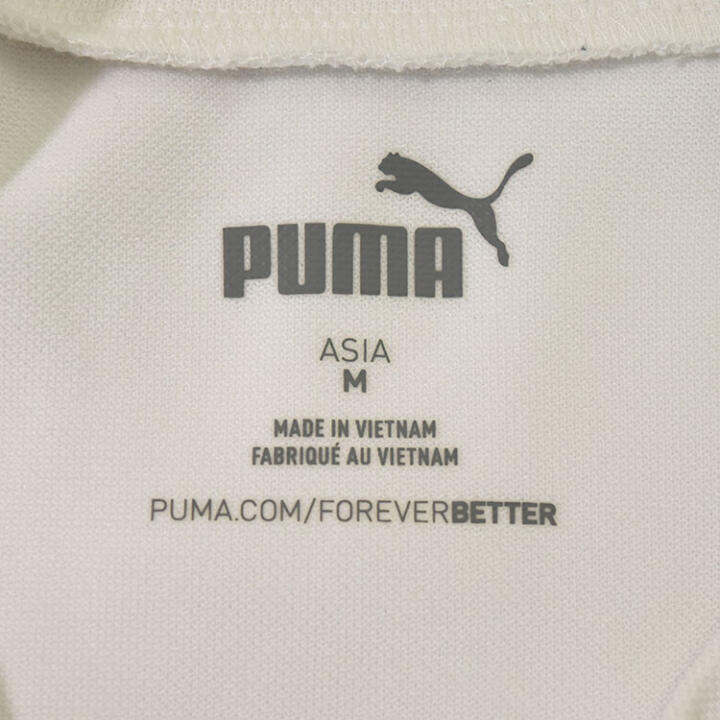 PUMA
ASIA
M
MADE IN VIETNAM
FABRIQUÉ AU VIETNAM
PUMA.COM/FOREVERBETTER